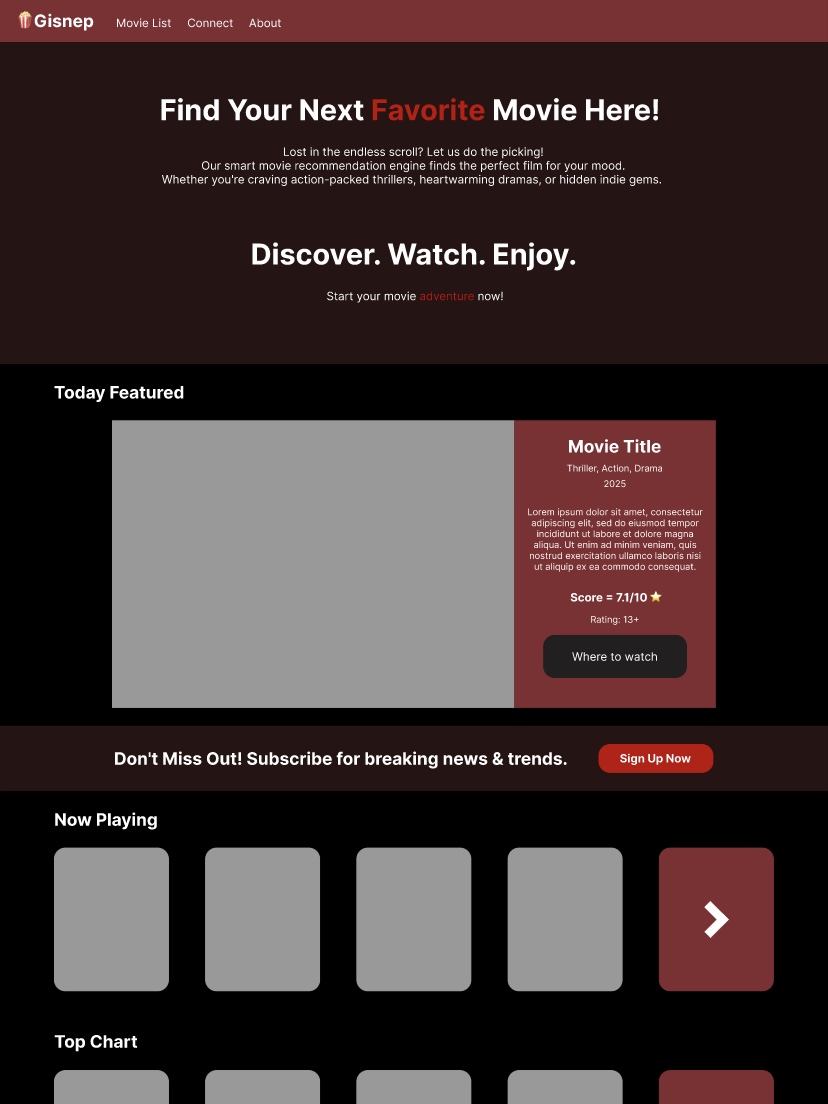 Gisnep Movie List Connect About
Find Your Next Favorite Movie Here!
Lost in the endless scroll? Let us do the picking!
Our smart movie recommendation engine finds the perfect film for your mood.
Whether you're craving action-packed thrillers, heartwarming dramas, or hidden indie gems.
Discover. Watch. Enjoy.
Start your movie adventure now!
Today Featured
Movie Title
Thriller, Action, Drama
2025
Lorem ipsum dolor sit amet, consectetur
adipiscing elit, sed do eiusmod tempor
incididunt ut labore et dolore magna
aliqua. Ut enim ad minim veniam, quis
nostrud exercitation ullamco laboris nisi
ut aliquip ex ea commodo consequat.
Score = 7.1/10 ⭐
Rating: 13+
Where to watch
Don't Miss Out! Subscribe for breaking news & trends. Sign Up Now
Now Playing
Top Chart